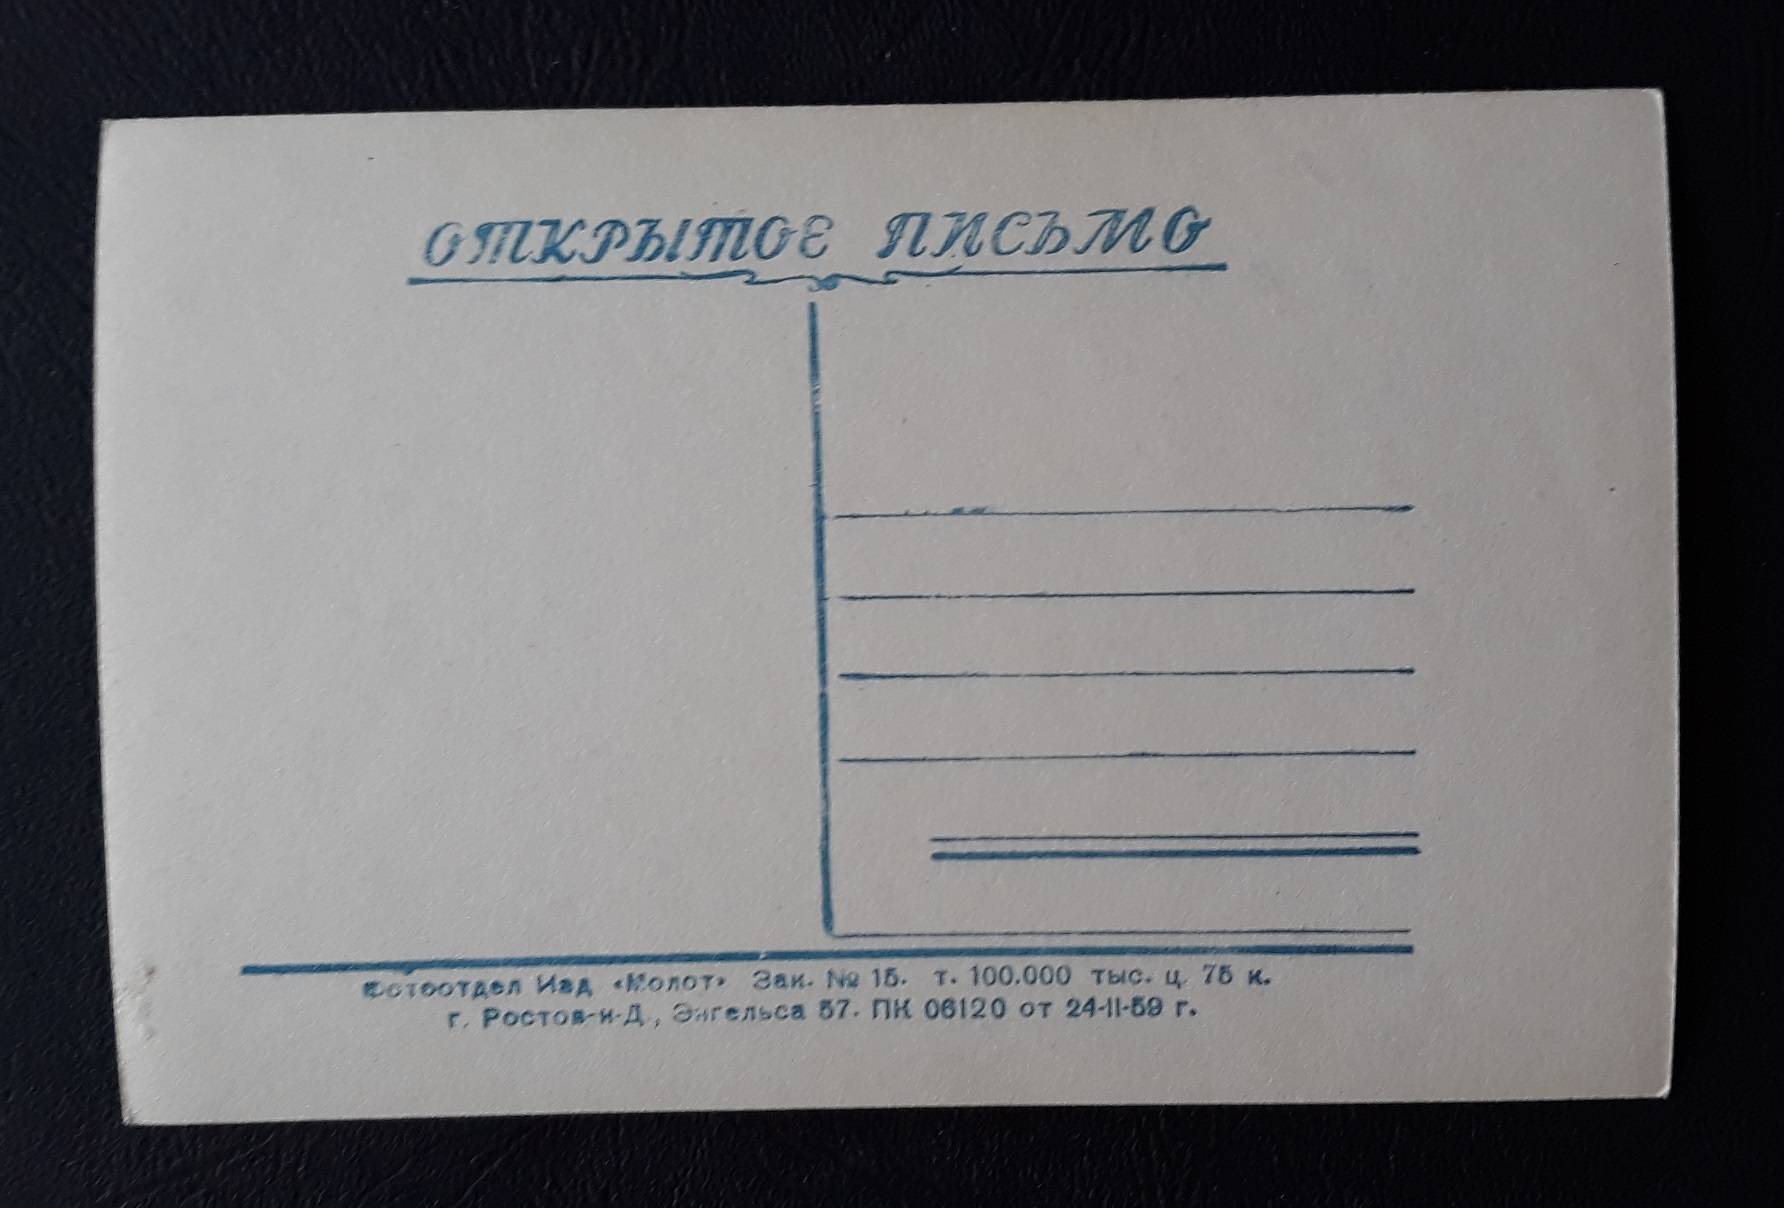 ОТКРЫТОЕ ПИСЬМО
Фотоотдел Изд «Молот» Зак. № 15. т. 100.000 тыс. ц. 75 к.
г. Ростов-н-Д., Энгельса 57. ПК 06120 от 24-II-59 г.